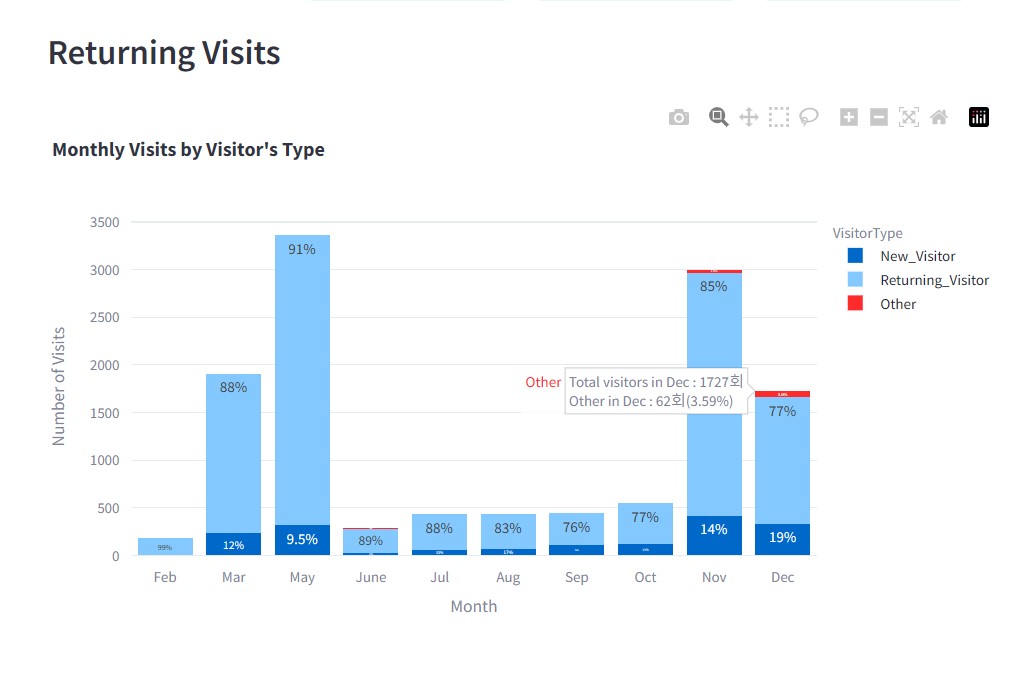 Returning Visits
Monthly Visits by Visitor's Type
VisitorType
New_Visitor
Returning_Visitor
Other
Number of Visits
3500
3000
2500
2000
1500
1000
500
0
99%
88%
12%
91%
9.5%
89%
88%
83%
17%
76%
77%
85%
14%
77%
19%
Other
Total visitors in Dec : 1727회
Other in Dec : 62회(3.59%)
Feb
Mar
May
June
Jul
Aug
Sep
Oct
Nov
Dec
Month